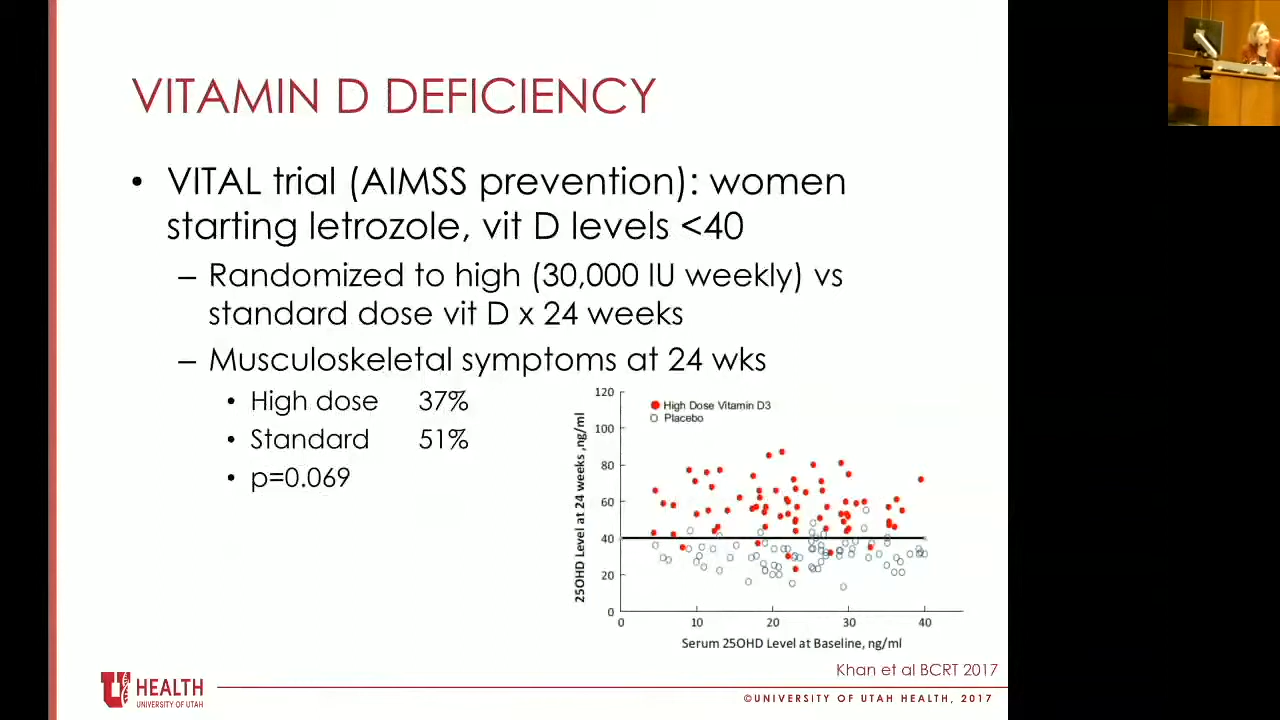 VITAMIN D DEFICIENCY
• VITAL trial (AIMSS prevention): women
starting letrozole, vit D levels <40
– Randomized to high (30,000 IU weekly) vs
standard dose vit D x 24 weeks
– Musculoskeletal symptoms at 24 wks
• High dose 37%
• Standard 51%
• p=0.069
High Dose Vitamin D3
Placebo
25OHD Level at 24 weeks ,ng/ml
120
100
80
60
40
20
0
0 10 20 30 40
Serum 25OHD Level at Baseline, ng/ml
Khan et al BCRT 2017
U HEALTH
UNIVERSITY OF UTAH
©UNIVERSITY OF UTAH HEALTH, 2017